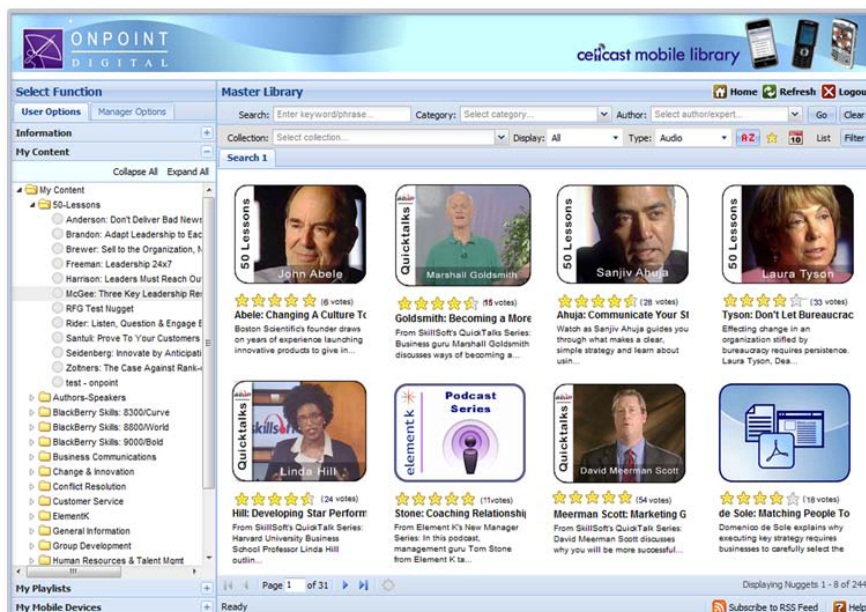 ONPOINT
DIGITAL
cellcast mobile library
Select Function
Master Library
Home Refresh Logou
User Options Manager Options
Search: Enter keyword/phrase... Category: Select category... Author: Select author/expert... Go Clear
Information
Collection: Select collection... Display: All Type: Audio AZ 10 List Filter
My Content
Search 1
Collapse All Expand All
My Content
50-Lessons
Anderson: Don't Deliver Bad News
Brandon: Adapt Leadership to Eac
Brewer: Sell to the Organization, N
Freeman: Leadership 24x7
Harrison: Leaders Must Reach Out
McGee: Three Key Leadership Res
RFG Test Nugget
Rider: Listen, Question & Engage E
Santuli: Prove To Your Customers
Seidenberg: Innovate by Anticipati
Zoltners: The Case Against Rank-
test - onpoint
Authors-Speakers
BlackBerry Skills: 8300/Curve
BlackBerry Skills: 8800/World
BlackBerry Skills: 9000/Bold
Business Communications
Change & Innovation
Conflict Resolution
Customer Service
ElementK
General Information
Group Development
Human Resources & Talent Mgmt
My Playlists
My Mobile Devices
50 Lessons
John Abele
(6 votes)
Abele: Changing A Culture To
Boston Scientific's founder draws
on years of experience launching
innovative products to give in...
Quicktalks
Marshall Goldsmith
(15 votes)
Goldsmith: Becoming a More
From SkillSoft's QuickTalks Series:
Business guru Marshall Goldsmith
discusses ways of becoming a...
50 Lessons
Sanjiv Ahuja
(28 votes)
Ahuja: Communicate Your St
Watch as Sanjiv Ahuja guides you
through what makes a clear,
simple strategy and learn about
usin...
50 Lessons
Laura Tyson
(33 votes)
Tyson: Don't Let Bureaucrac
Effecting change in an
organization stifled by
bureaucracy requires persistence.
Laura Tyson, Dea...
Quicktalks
skillsoft
Linda Hill
(24 votes)
Hill: Developing Star Perform
From SkillSoft's QuickTalk Series:
Harvard University Business
School Professor Linda Hill
outlin...
element k
Podcast
Series
(11votes)
Stone: Coaching Relationship
From Element K's New Manager
Series: In this podcast,
management guru Tom Stone
from Element K ta...
Quicktalks
David Meerman Scott
(54 votes)
Meerman Scott: Marketing G
From SkillSoft's QuickTalk Series:
David Meerman Scott discusses
why you will be more successful...
(18 votes)
de Sole: Matching People To
Domenico de Sole explains why
executing key strategy requires
businesses to carefully select the
Page 1 of 31
Displaying Nuggets 1 - 8 of 244
Ready
Subscribe to RSS Feed Help